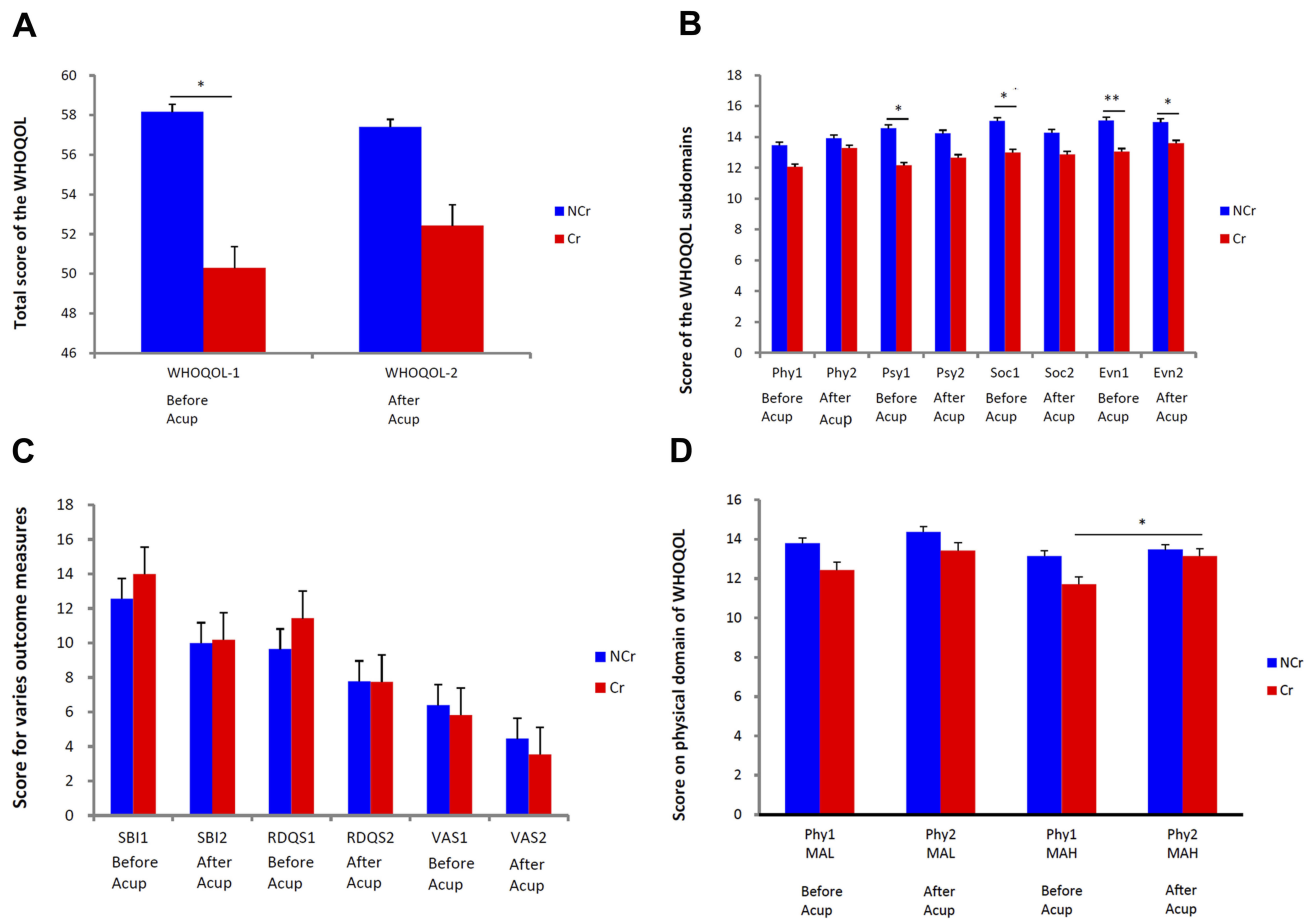 A
Total score of the WHOQOL
60
58
56
54
52
50
48
46
*
WHOQOL-1
WHOQOL-2
Before
Acup
After
Acup
NCr
Cr
B
Score of the WHOQOL subdomains
18
16
14
12
10
8
6
4
2
0
*
*
**
*
Phy1
Phy2
Psy1
Psy2
Soc1
Soc2
Evn1
Evn2
Before
Acup
After
Acup
Before
Acup
After
Acup
Before
Acup
After
Acup
Before
Acup
After
Acup
NCr
Cr
C
Score for varies outcome measures
18
16
14
12
10
8
6
4
2
0
SBI1
SBI2
RDQS1
RDQS2
VAS1
VAS2
Before
Acup
After
Acup
Before
Acup
After
Acup
Before
Acup
After
Acup
NCr
Cr
D
Score on physical domain of WHOQOL
16
14
12
10
8
6
4
2
0
*
Phy1
MAL
Phy2
MAL
Phy1
MAH
Phy2
MAH
Before
Acup
After
Acup
Before
Acup
After
Acup
NCr
Cr